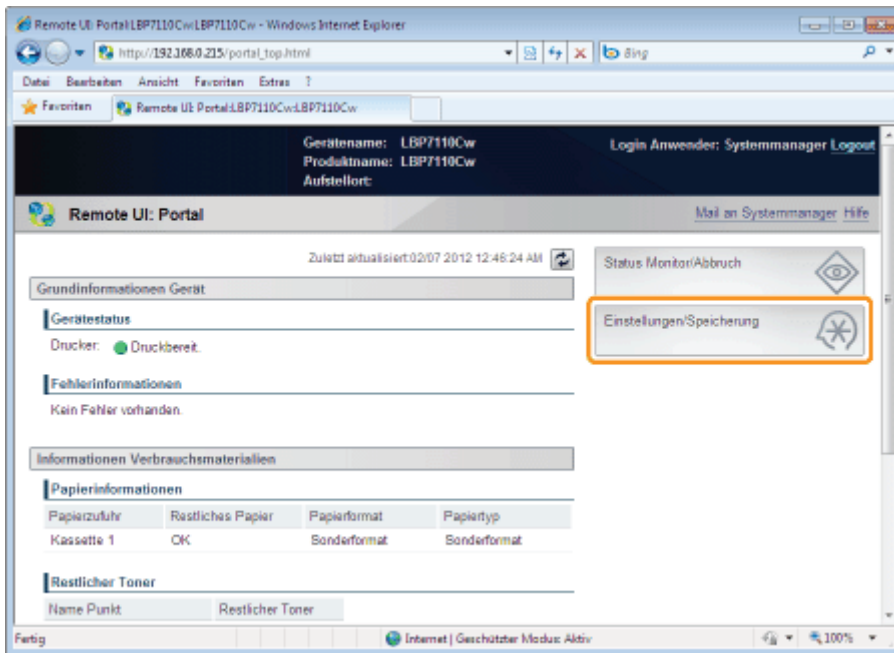 Remote UI: Portal:LBP7110Cw:LBP7110Cw - Windows Internet Explorer
http://192.168.0.215/portal_top.html
Bing
Datei Bearbeiten Ansicht Favoriten Extras ?
Favoriten Remote UI: Portal:LBP7110Cw:LBP7110Cw
Gerätename: LBP7110Cw
Produktname: LBP7110Cw
Aufstellort:
Login Anwender: Systemmanager Logout
Remote UI: Portal
Mail an Systemmanager Hilfe
Zuletzt aktualisiert:02/07 2012 12:46:24 AM
Status Monitor/Abbruch
Einstellungen/Speicherung
Grundinformationen Gerät
Gerätestatus
Drucker: Druckbereit.
Fehlerinformationen
Kein Fehler vorhanden.
Informationen Verbrauchsmaterialien
Papierinformationen
Papierzufuhr Restliches Papier Papierformat Papiertyp
Kassette 1 OK Sonderformat Sonderformat
Restlicher Toner
Name Punkt Restlicher Toner
Fertig Internet | Geschützter Modus: Aktiv 100%